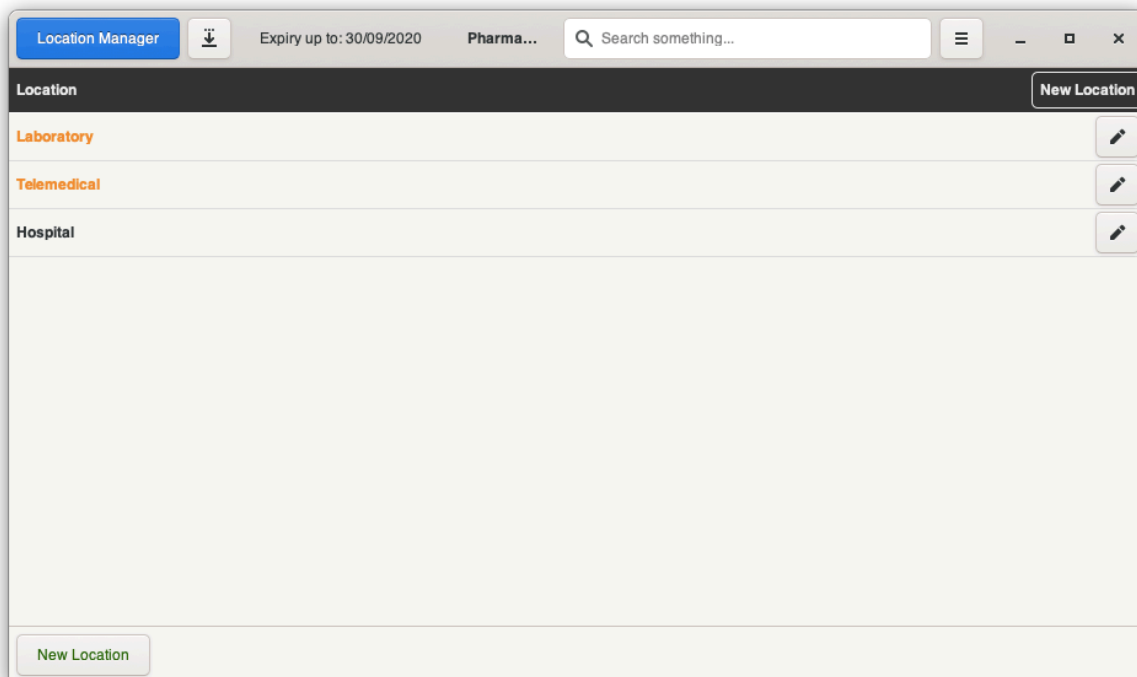 Location Manager Expiry up to: 30/09/2020 Pharma... Search something...
Location New Location
Laboratory
Telemedical
Hospital
New Location